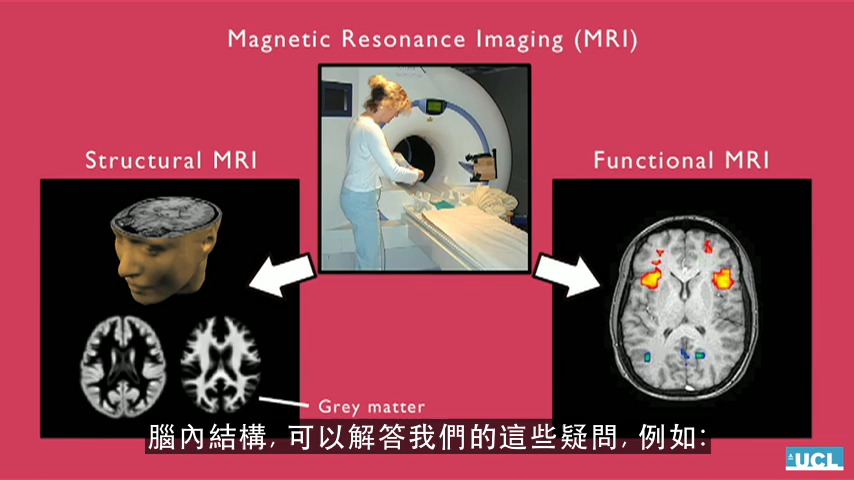 Magnetic Resonance Imaging (MRI)
Structural MRI
Functional MRI
Grey matter
腦內結構, 可以解答我們的這些疑問, 例如:
UCL